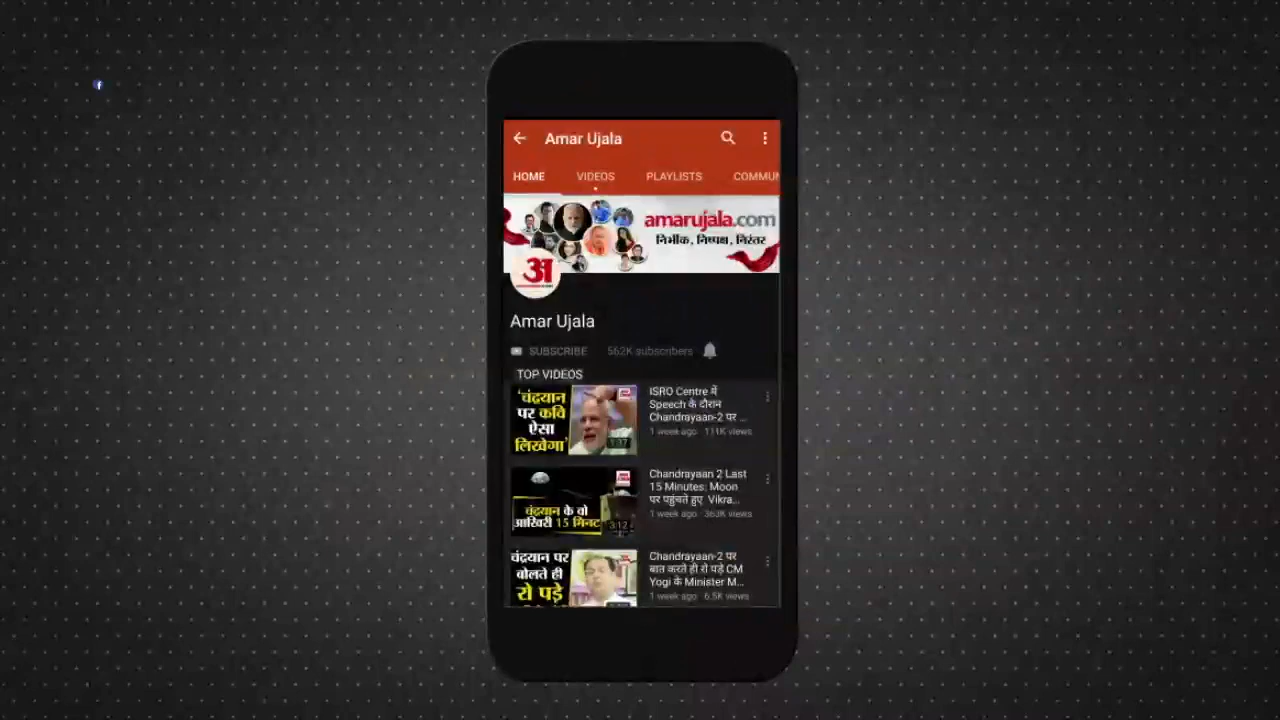 Amar Ujala
HOME VIDEOS PLAYLISTS COMMUN
amarujala.com
निर्भीक, निष्पक्ष, निरंतर
अ
Amar Ujala
SUBSCRIBE 562K subscribers
TOP VIDEOS
'चंद्रयान
पर कवि
ऐसा
लिखेगा'
1:37
ISRO Centre में
Speech के दौरान
Chandrayaan-2 पर ...
1 week ago 111K views
चंद्रयान के वो
आखिरी 15 मिनट
3:12
Chandrayaan 2 Last
15 Minutes: Moon
पर पहुंचते हुए Vikra...
1 week ago 363K views
चंद्रयान पर
बोलते ही
रो पड़े
Chandrayaan-2 पर
बात करते ही रो पड़े CM
Yogi के Minister M...
1 week ago 6.5K views